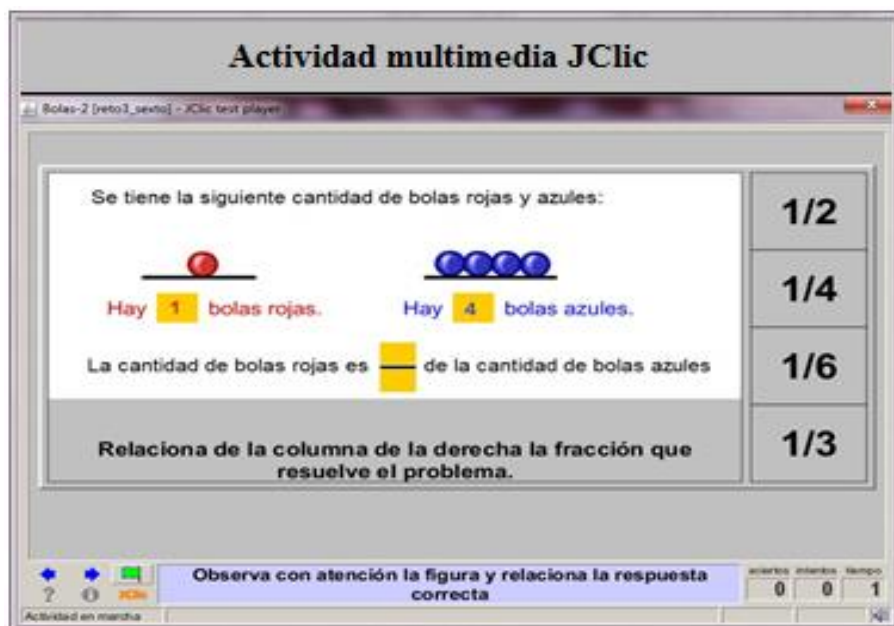 Actividad multimedia JClic
Bolas-2 [reto3_sexto] - JClic test player
Se tiene la siguiente cantidad de bolas rojas y azules:
Hay 1 bolas rojas. Hay 4 bolas azules.
La cantidad de bolas rojas es de la cantidad de bolas azules
1/2
1/4
1/6
1/3
Relaciona de la columna de la derecha la fracción que
resuelve el problema.
Observa con atención la figura y relaciona la respuesta
correcta
JClic
aciertos intentos tiempo
0 0 1
Actividad en marcha